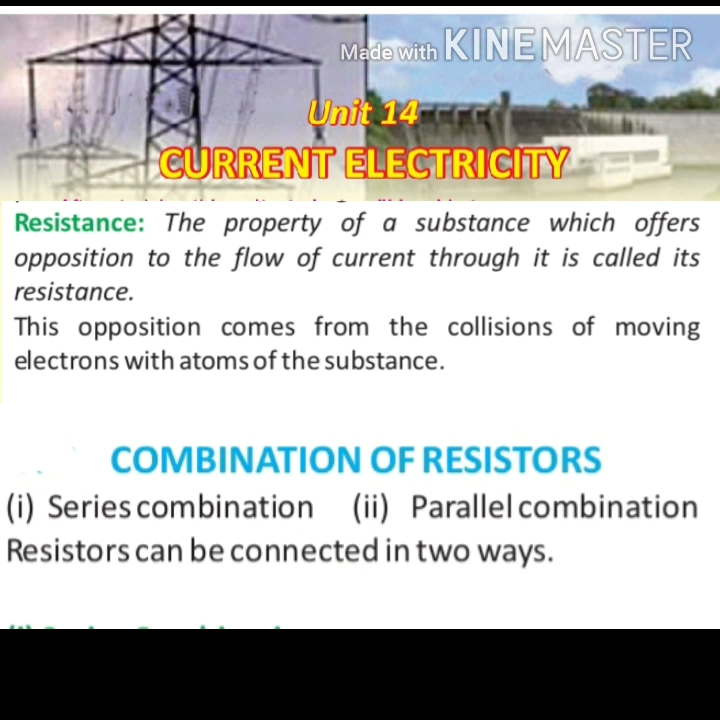 Made with KINEMASTER
Unit 14
CURRENT ELECTRICITY
Resistance: The property of a substance which offers
opposition to the flow of current through it is called its
resistance.
This opposition comes from the collisions of moving
electrons with atoms of the substance.
COMBINATION OF RESISTORS
(i) Series combination (ii) Parallel combination
Resistors can be connected in two ways.